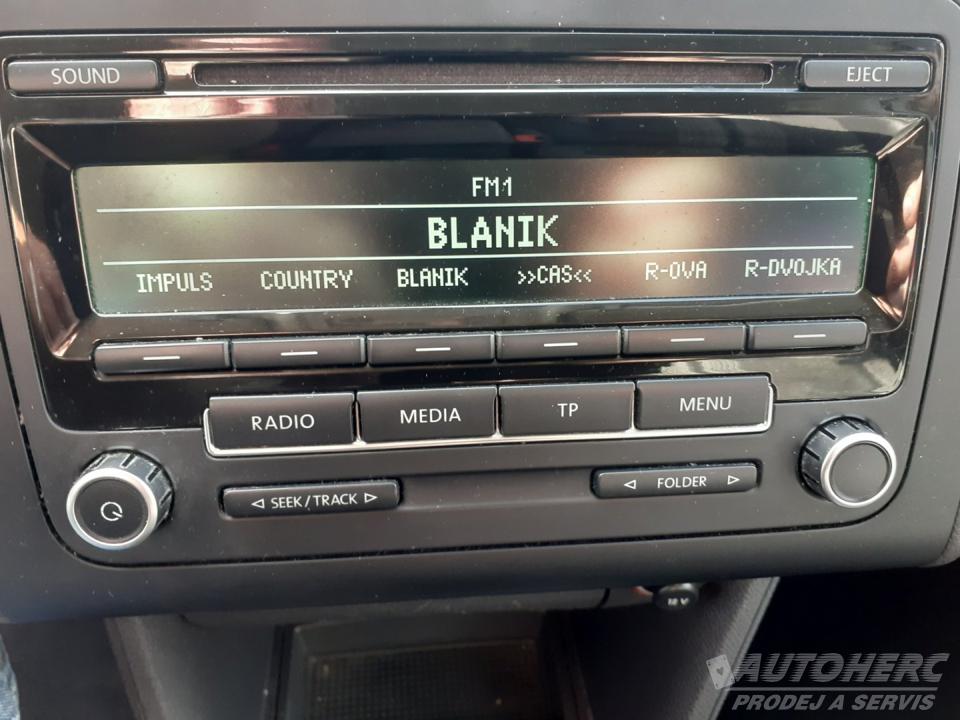 SOUND EJECT
FM1
BLANIK
IMPULS COUNTRY BLANIK >>CAS<< R-OVA R-DVOJKA
RADIO MEDIA TP MENU
SEEK/TRACK FOLDER
AUTOHERC
PRODEJ A SERVIS